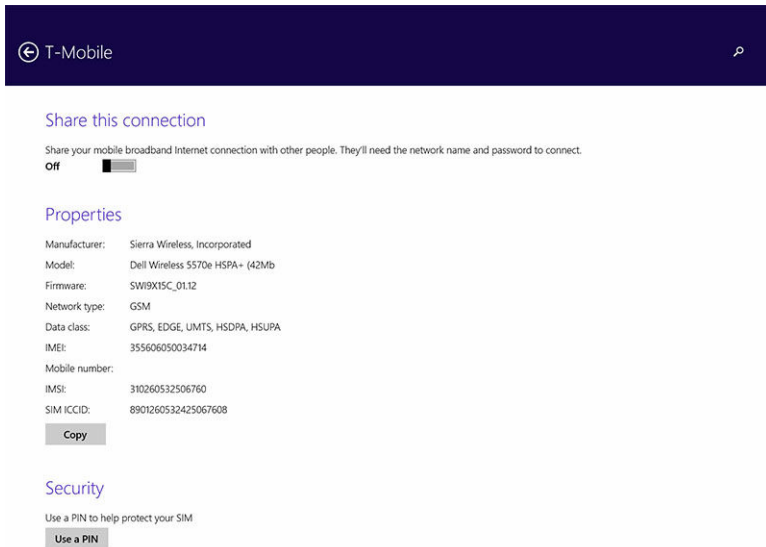 T-Mobile
Share this connection
Share your mobile broadband Internet connection with other people. They'll need the network name and password to connect.
Off
Properties
Manufacturer: Sierra Wireless, Incorporated
Model: Dell Wireless 5570e HSPA+ (42Mb
Firmware: SWI9X15C_01.12
Network type: GSM
Data class: GPRS, EDGE, UMTS, HSDPA, HSUPA
IMEI: 355606050034714
Mobile number:
IMSI: 310260532506760
SIM ICCID: 8901260532425067608
Copy
Security
Use a PIN to help protect your SIM
Use a PIN